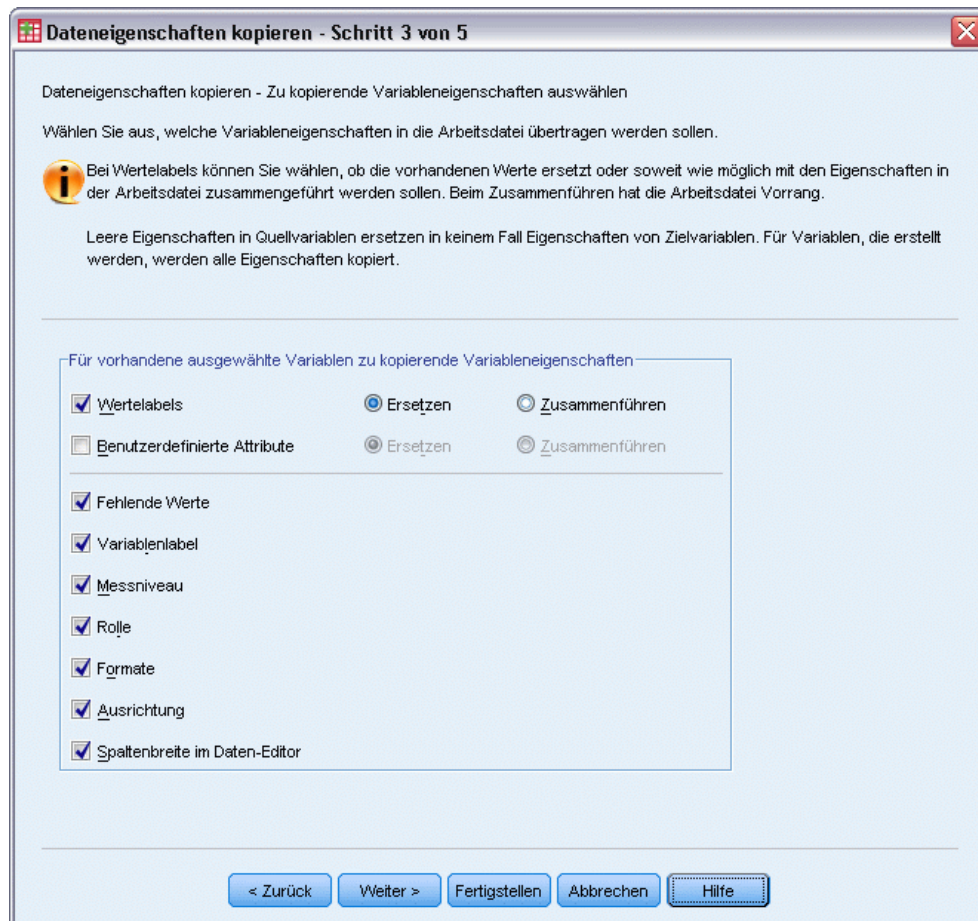 Dateneigenschaften kopieren - Schritt 3 von 5
Dateneigenschaften kopieren - Zu kopierende Variableneigenschaften auswählen
Wählen Sie aus, welche Variableneigenschaften in die Arbeitsdatei übertragen werden sollen.
Bei Wertelabels können Sie wählen, ob die vorhandenen Werte ersetzt oder soweit wie möglich mit den Eigenschaften in
der Arbeitsdatei zusammengeführt werden sollen. Beim Zusammenführen hat die Arbeitsdatei Vorrang.
Leere Eigenschaften in Quellvariablen ersetzen in keinem Fall Eigenschaften von Zielvariablen. Für Variablen, die erstellt
werden, werden alle Eigenschaften kopiert.
Für vorhandene ausgewählte Variablen zu kopierende Variableneigenschaften
Wertelabels Ersetzen Zusammenführen
Benutzerdefinierte Attribute Ersetzen Zusammenführen
Fehlende Werte
Variablenlabel
Messniveau
Rolle
Formate
Ausrichtung
Spaltenbreite im Daten-Editor
< Zurück Weiter > Fertigstellen Abbrechen Hilfe